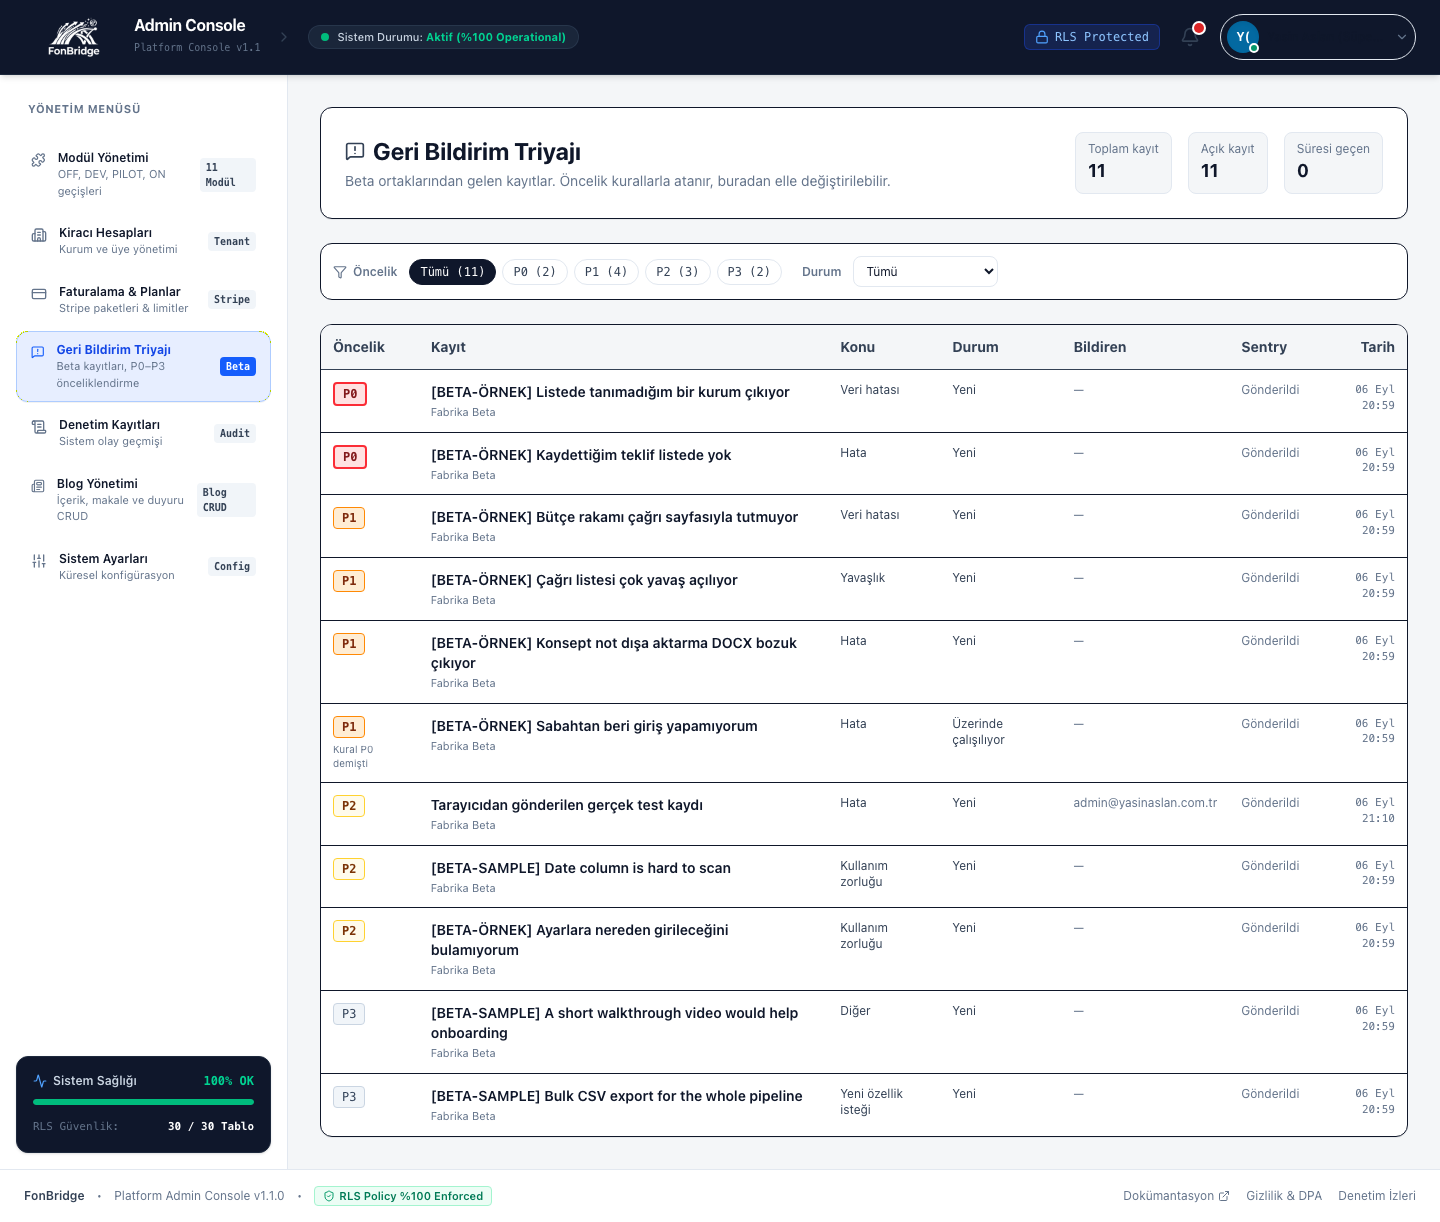 FonBridge
Admin Console
Platform Console v1.1
Sistem Durumu: Aktif (%100 Operational)
RLS Protected
Y(
YÖNETİM MENÜSÜ
Modül Yönetimi
OFF, DEV, PILOT, ON
geçişleri
11
Modül
Kiracı Hesapları
Kurum ve üye yönetimi
Tenant
Faturalama & Planlar
Stripe paketleri & limitler
Stripe
Geri Bildirim Triyajı
Beta kayıtları, P0–P3
önceliklendirme
Beta
Denetim Kayıtları
Sistem olay geçmişi
Audit
Blog Yönetimi
İçerik, makale ve duyuru
CRUD
Blog
CRUD
Sistem Ayarları
Küresel konfigürasyon
Config
Sistem Sağlığı
100% OK
RLS Güvenlik:
30 / 30 Tablo
Geri Bildirim Triyajı
Beta ortaklarından gelen kayıtlar. Öncelik kurallarla atanır, buradan elle değiştirilebilir.
Toplam kayıt
11
Açık kayıt
11
Süresi geçen
0
Öncelik
Tümü (11)
P0 (2)
P1 (4)
P2 (3)
P3 (2)
Durum
Tümü
Öncelik Kayıt Konu Durum Bildiren Sentry Tarih
P0 [BETA-ÖRNEK] Listede tanımadığım bir kurum çıkıyor Veri hatası Yeni — Gönderildi 06 Eyl
Fabrika Beta 20:59
P0 [BETA-ÖRNEK] Kaydettiğim teklif listede yok Hata Yeni — Gönderildi 06 Eyl
Fabrika Beta 20:59
P1 [BETA-ÖRNEK] Bütçe rakamı çağrı sayfasıyla tutmuyor Veri hatası Yeni — Gönderildi 06 Eyl
Fabrika Beta 20:59
P1 [BETA-ÖRNEK] Çağrı listesi çok yavaş açılıyor Yavaşlık Yeni — Gönderildi 06 Eyl
Fabrika Beta 20:59
P1 [BETA-ÖRNEK] Konsept not dışa aktarma DOCX bozuk Hata Yeni — Gönderildi 06 Eyl
çıkıyor 20:59
Fabrika Beta
P1 [BETA-ÖRNEK] Sabahtan beri giriş yapamıyorum Hata Üzerinde — Gönderildi 06 Eyl
Fabrika Beta çalışılıyor 20:59
Kural P0
demişti
P2 Tarayıcıdan gönderilen gerçek test kaydı Hata Yeni admin@yasinaslan.com.tr Gönderildi 06 Eyl
Fabrika Beta 21:10
P2 [BETA-SAMPLE] Date column is hard to scan Kullanım Yeni — Gönderildi 06 Eyl
Fabrika Beta zorluğu 20:59
P2 [BETA-ÖRNEK] Ayarlara nereden girileceğini Kullanım Yeni — Gönderildi 06 Eyl
bulamıyorum zorluğu 20:59
Fabrika Beta
P3 [BETA-SAMPLE] A short walkthrough video would help Diğer Yeni — Gönderildi 06 Eyl
onboarding 20:59
Fabrika Beta
P3 [BETA-SAMPLE] Bulk CSV export for the whole pipeline Yeni özellik Yeni — Gönderildi 06 Eyl
Fabrika Beta isteği 20:59
FonBridge • Platform Admin Console v1.1.0 • RLS Policy %100 Enforced
Dokümantasyon Gizlilik & DPA Denetim İzleri